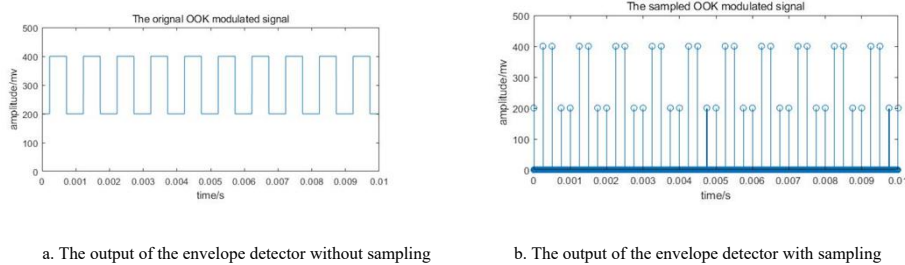 The orignal OOK modulated signal
500
400
300
200
100
0
amplitude/mv
0 0.001 0.002 0.003 0.004 0.005 0.006 0.007 0.008 0.009 0.01
time/s
The sampled OOK modulated signal
500
400
300
200
100
0
amplitude/mv
0 0.001 0.002 0.003 0.004 0.005 0.006 0.007 0.008 0.009 0.01
time/s
a. The output of the envelope detector without sampling
b. The output of the envelope detector with sampling